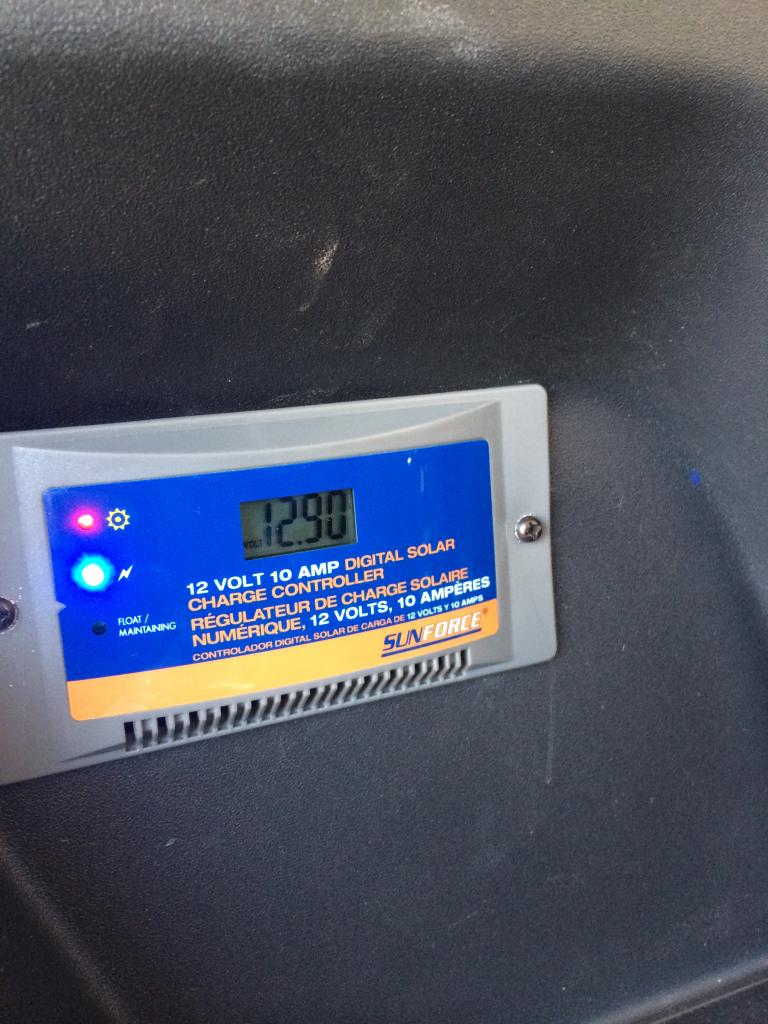 VOLT 12.90
12 VOLT 10 AMP DIGITAL SOLAR
CHARGE CONTROLLER
RÉGULATEUR DE CHARGE SOLAIRE
NUMÉRIQUE, 12 VOLTS, 10 AMPÈRES
CONTROLADOR DIGITAL SOLAR DE CARGA DE 12 VOLTS Y 10 AMPS
FLOAT /
MAINTAINING
SUNFORCE®